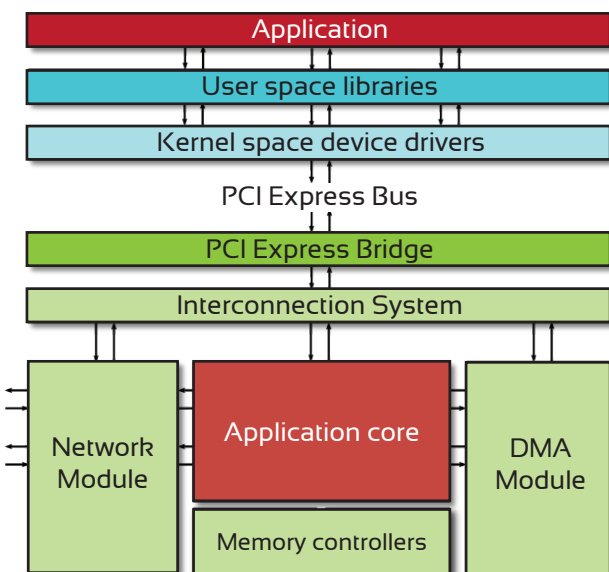 Application
User space libraries
Kernel space device drivers
PCI Express Bus
PCI Express Bridge
Interconnection System
Network
Module
Application core
DMA
Module
Memory controllers